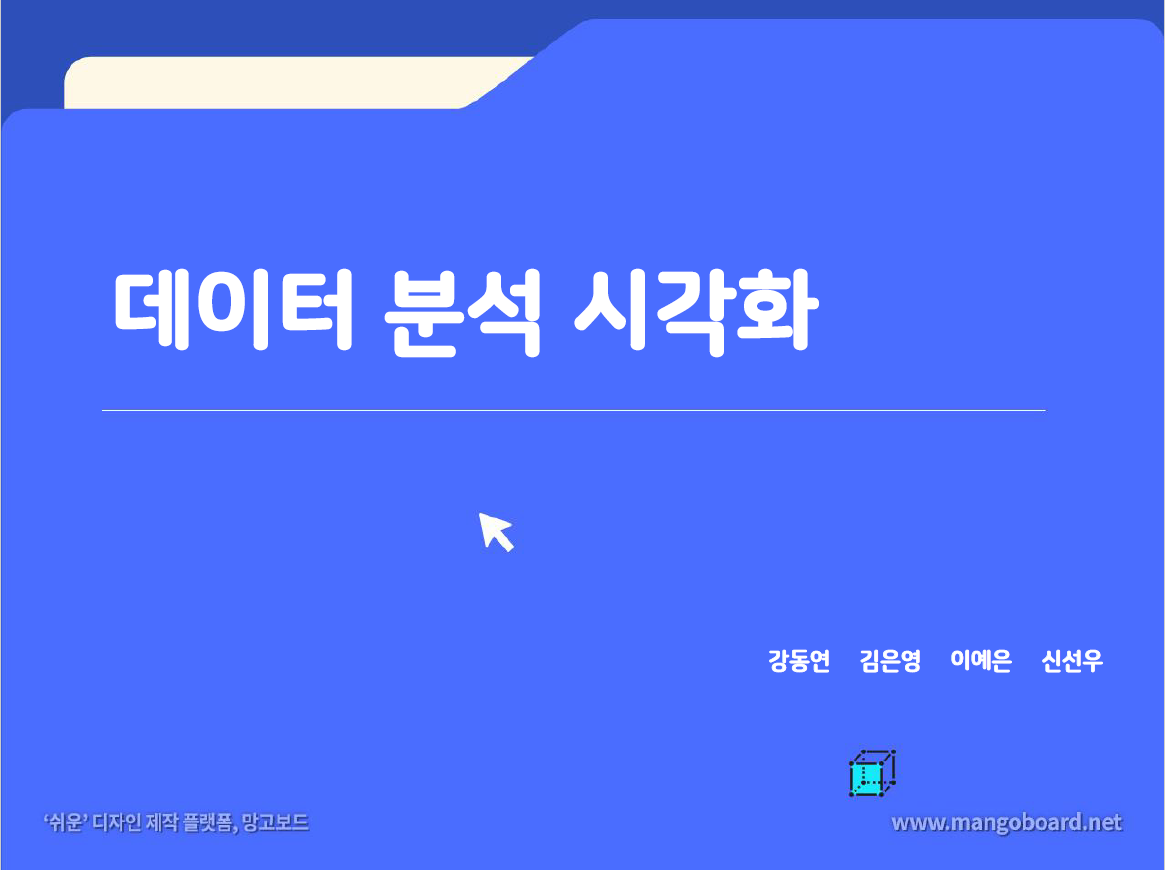 데이터 분석 시각화
강동연 김은영 이예은 신선우
‘쉬운’ 디자인 제작 플랫폼, 망고보드
www.mangoboard.net